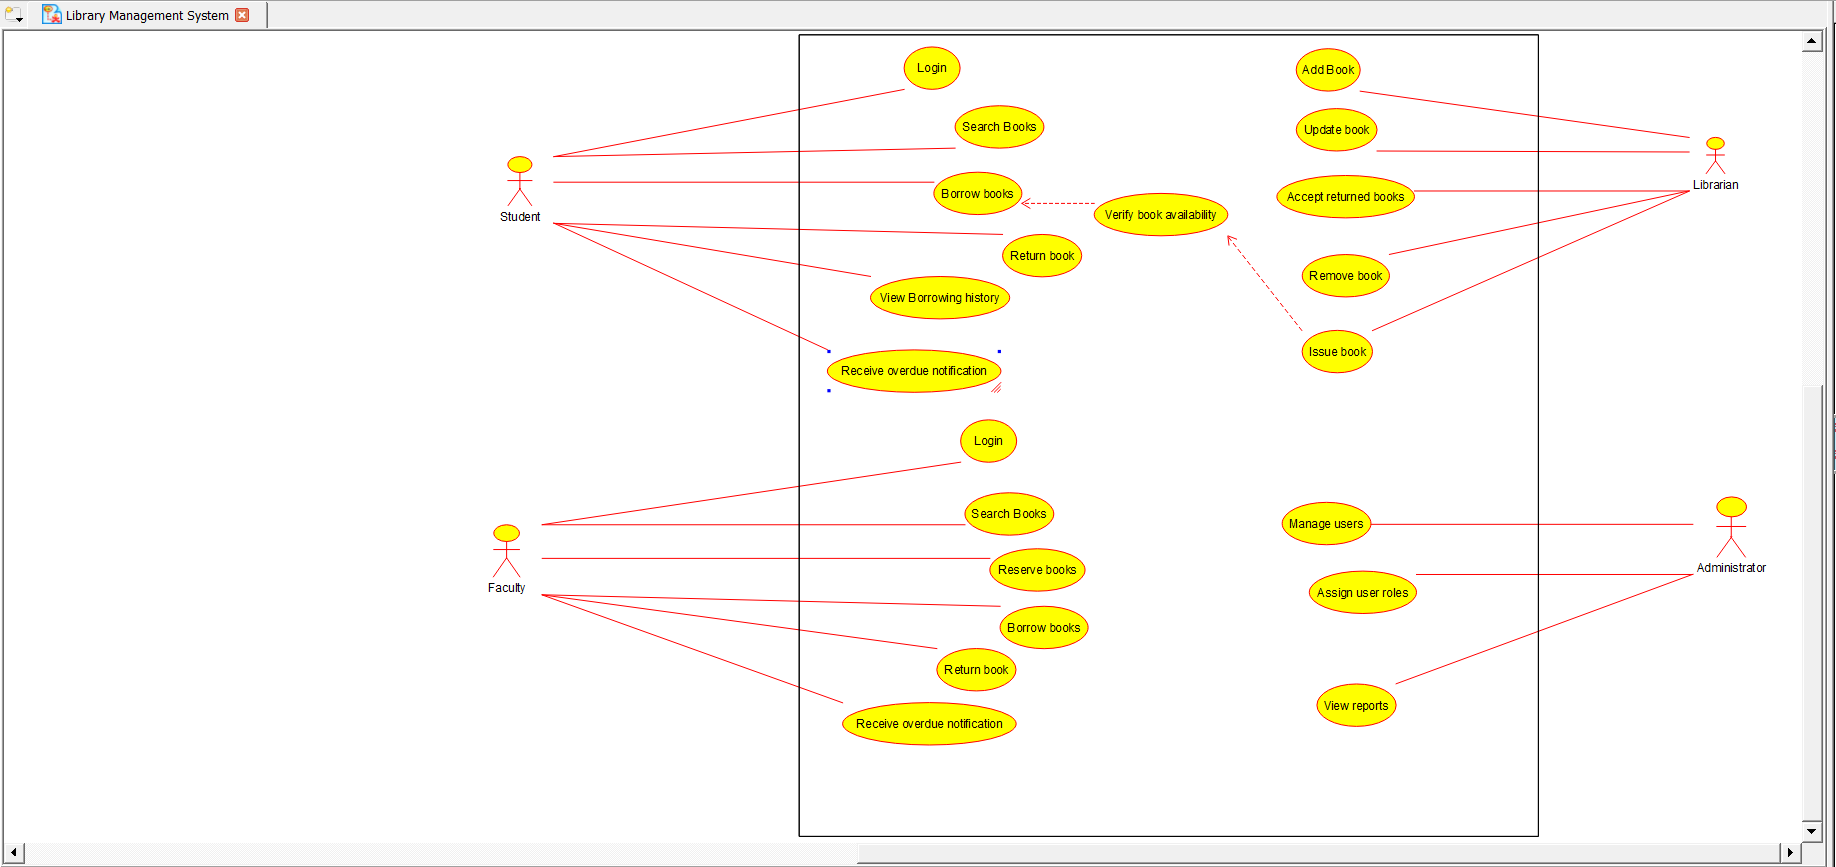 Library Management System
Login
Search Books
Borrow books
Verify book availability
Return book
View Borrowing history
Receive overdue notification
Student
Add Book
Update book
Accept returned books
Remove book
Issue book
Librarian
Login
Search Books
Reserve books
Borrow books
Return book
Receive overdue notification
Faculty
Manage users
Assign user roles
View reports
Administrator